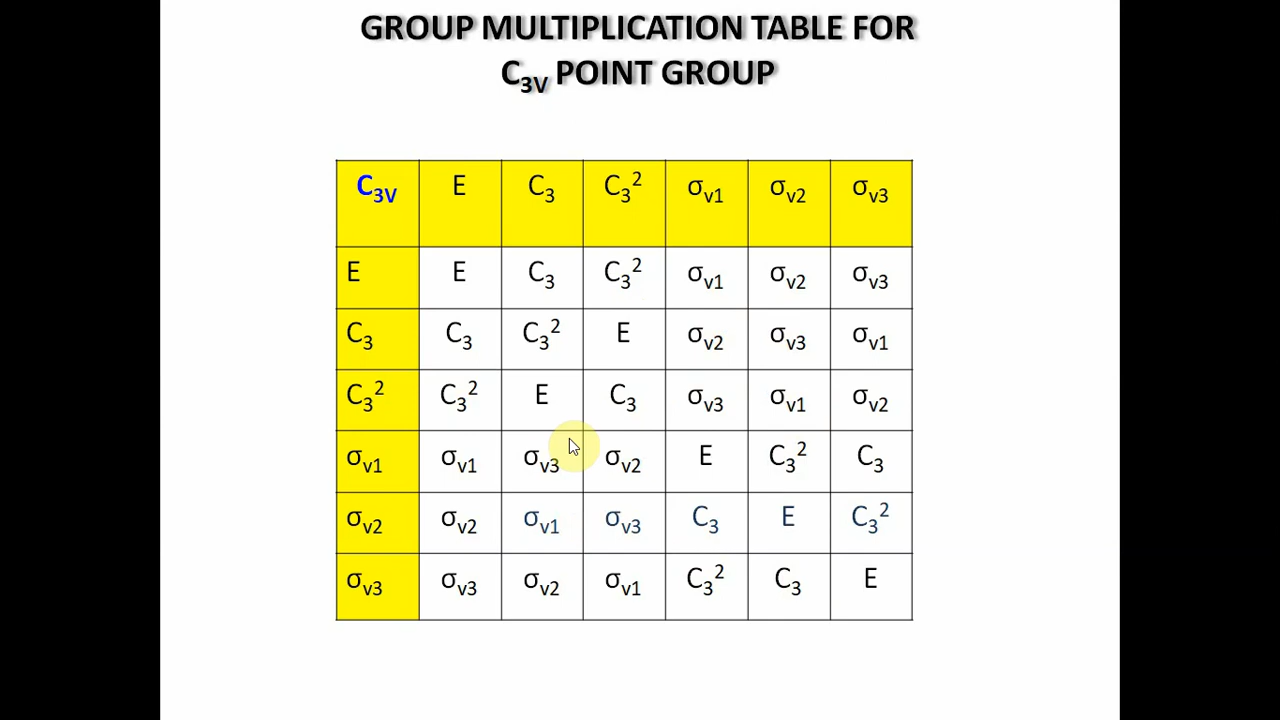 GROUP MULTIPLICATION TABLE FOR
C₃ᵥ POINT GROUP
C₃ᵥ E C₃ C₃² σᵥ₁ σᵥ₂ σᵥ₃
E E C₃ C₃² σᵥ₁ σᵥ₂ σᵥ₃
C₃ C₃ C₃² E σᵥ₂ σᵥ₃ σᵥ₁
C₃² C₃² E C₃ σᵥ₃ σᵥ₁ σᵥ₂
σᵥ₁ σᵥ₁ σᵥ₃ σᵥ₂ E C₃² C₃
σᵥ₂ σᵥ₂ σᵥ₁ σᵥ₃ C₃ E C₃²
σᵥ₃ σᵥ₃ σᵥ₂ σᵥ₁ C₃² C₃ E